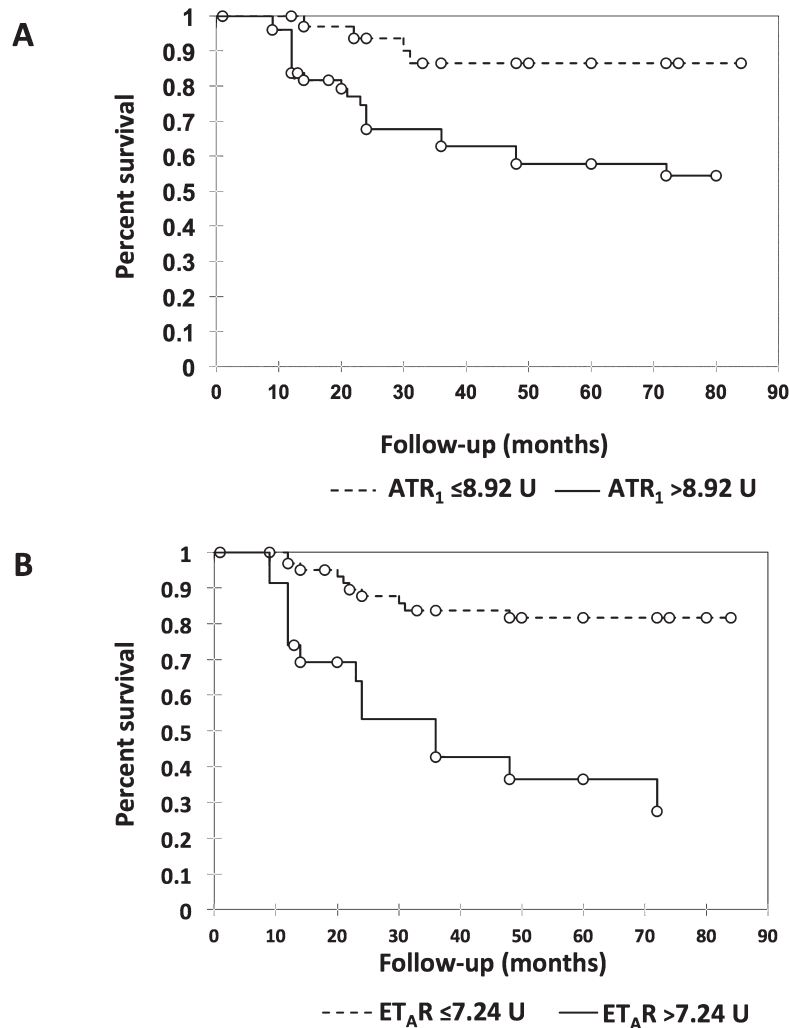 A
Percent survival
1
0.9
0.8
0.7
0.6
0.5
0.4
0.3
0.2
0.1
0
0 10 20 30 40 50 60 70 80 90
Follow-up (months)
ATR₁ ≤8.92 U ATR₁ >8.92 U
B
Percent survival
1
0.9
0.8
0.7
0.6
0.5
0.4
0.3
0.2
0.1
0
0 10 20 30 40 50 60 70 80 90
Follow-up (months)
ET_AR ≤7.24 U ET_AR >7.24 U